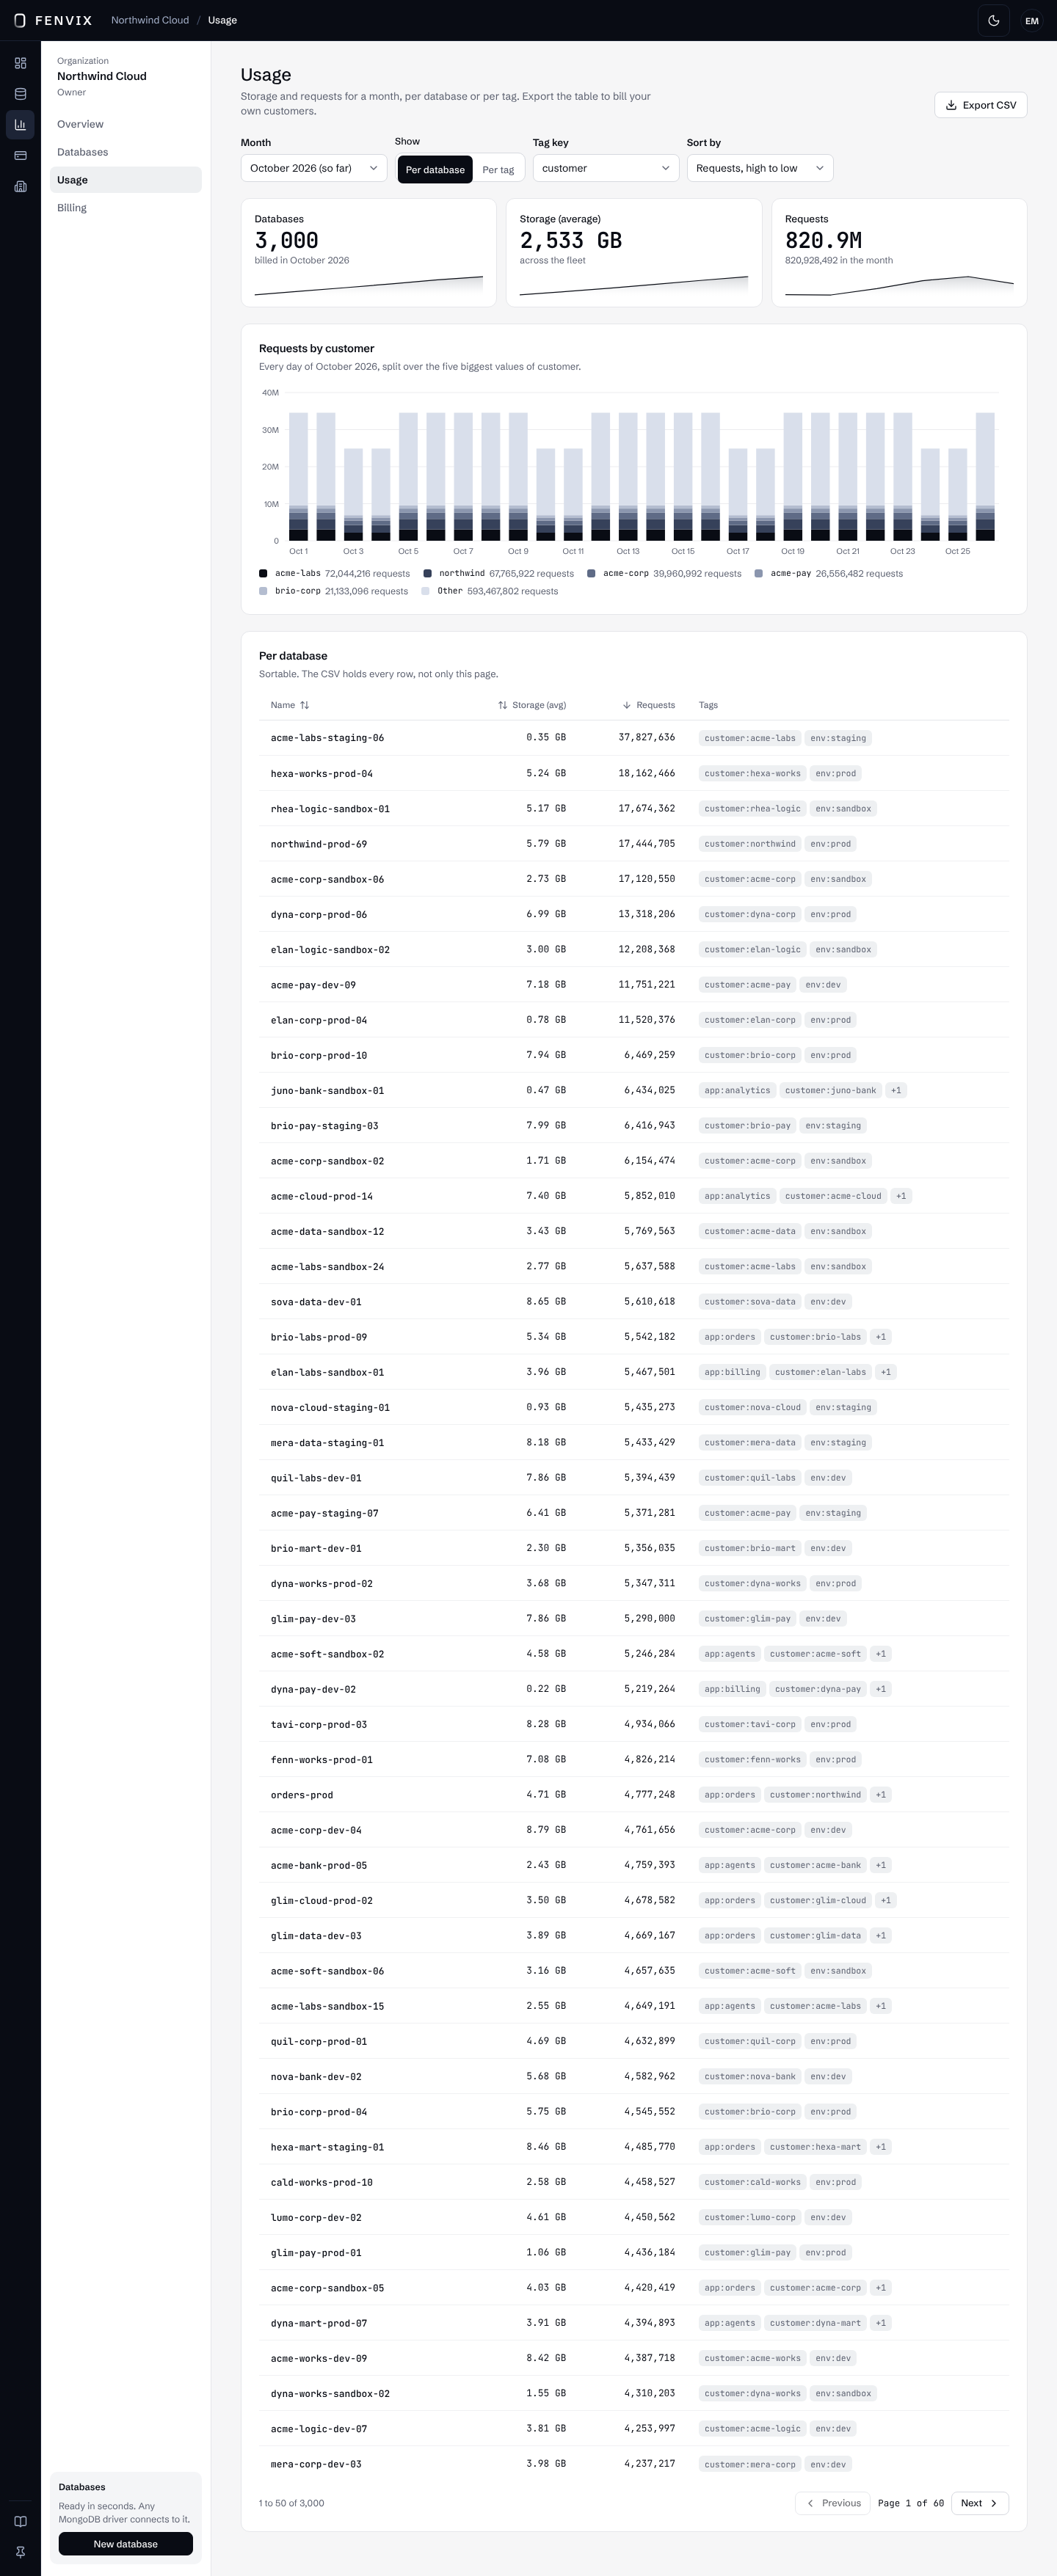 FENVIX
Northwind Cloud / Usage
EM
Organization
Northwind Cloud
Owner
Overview
Databases
Usage
Billing
Usage
Storage and requests for a month, per database or per tag. Export the table to bill your
own customers.
Export CSV
Month
Show
Tag key
Sort by
October 2026 (so far)
Per database
Per tag
customer
Requests, high to low
Databases
3,000
billed in October 2026
Storage (average)
2,533 GB
across the fleet
Requests
820.9M
820,928,492 in the month
Requests by customer
Every day of October 2026, split over the five biggest values of customer.
40M
30M
20M
10M
0
Oct 1 Oct 3 Oct 5 Oct 7 Oct 9 Oct 11 Oct 13 Oct 15 Oct 17 Oct 19 Oct 21 Oct 23 Oct 25
acme-labs 72,044,216 requests northwind 67,765,922 requests acme-corp 39,960,992 requests acme-pay 26,556,482 requests
brio-corp 21,133,096 requests Other 593,467,802 requests
Per database
Sortable. The CSV holds every row, not only this page.
Name Storage (avg) Requests Tags
acme-labs-staging-06 0.35 GB 37,827,636 customer:acme-labs env:staging
hexa-works-prod-04 5.24 GB 18,162,466 customer:hexa-works env:prod
rhea-logic-sandbox-01 5.17 GB 17,674,362 customer:rhea-logic env:sandbox
northwind-prod-69 5.79 GB 17,444,705 customer:northwind env:prod
acme-corp-sandbox-06 2.73 GB 17,120,550 customer:acme-corp env:sandbox
dyna-corp-prod-06 6.99 GB 13,318,206 customer:dyna-corp env:prod
elan-logic-sandbox-02 3.00 GB 12,208,368 customer:elan-logic env:sandbox
acme-pay-dev-09 7.18 GB 11,751,221 customer:acme-pay env:dev
elan-corp-prod-04 0.78 GB 11,520,376 customer:elan-corp env:prod
brio-corp-prod-10 7.94 GB 6,469,259 customer:brio-corp env:prod
juno-bank-sandbox-01 0.47 GB 6,434,025 app:analytics customer:juno-bank +1
brio-pay-staging-03 7.99 GB 6,416,943 customer:brio-pay env:staging
acme-corp-sandbox-02 1.71 GB 6,154,474 customer:acme-corp env:sandbox
acme-cloud-prod-14 7.40 GB 5,852,010 app:analytics customer:acme-cloud +1
acme-data-sandbox-12 3.43 GB 5,769,563 customer:acme-data env:sandbox
acme-labs-sandbox-24 2.77 GB 5,637,588 customer:acme-labs env:sandbox
sova-data-dev-01 8.65 GB 5,610,618 customer:sova-data env:dev
brio-labs-prod-09 5.34 GB 5,542,182 app:orders customer:brio-labs +1
elan-labs-sandbox-01 3.96 GB 5,467,501 app:billing customer:elan-labs +1
nova-cloud-staging-01 0.93 GB 5,435,273 customer:nova-cloud env:staging
mera-data-staging-01 8.18 GB 5,433,429 customer:mera-data env:staging
quil-labs-dev-01 7.86 GB 5,394,439 customer:quil-labs env:dev
acme-pay-staging-07 6.41 GB 5,371,281 customer:acme-pay env:staging
brio-mart-dev-01 2.30 GB 5,356,035 customer:brio-mart env:dev
dyna-works-prod-02 3.68 GB 5,347,311 customer:dyna-works env:prod
glim-pay-dev-03 7.86 GB 5,290,000 customer:glim-pay env:dev
acme-soft-sandbox-02 4.58 GB 5,246,284 app:agents customer:acme-soft +1
dyna-pay-dev-02 0.22 GB 5,219,264 app:billing customer:dyna-pay +1
tavi-corp-prod-03 8.28 GB 4,934,066 customer:tavi-corp env:prod
fenn-works-prod-01 7.08 GB 4,826,214 customer:fenn-works env:prod
orders-prod 4.71 GB 4,777,248 app:orders customer:northwind +1
acme-corp-dev-04 8.79 GB 4,761,656 customer:acme-corp env:dev
acme-bank-prod-05 2.43 GB 4,759,393 app:agents customer:acme-bank +1
glim-cloud-prod-02 3.50 GB 4,678,582 app:orders customer:glim-cloud +1
glim-data-dev-03 3.89 GB 4,669,167 app:orders customer:glim-data +1
acme-soft-sandbox-06 3.16 GB 4,657,635 customer:acme-soft env:sandbox
acme-labs-sandbox-15 2.55 GB 4,649,191 app:agents customer:acme-labs +1
quil-corp-prod-01 4.69 GB 4,632,899 customer:quil-corp env:prod
nova-bank-dev-02 5.68 GB 4,582,962 customer:nova-bank env:dev
brio-corp-prod-04 5.75 GB 4,545,552 customer:brio-corp env:prod
hexa-mart-staging-01 8.46 GB 4,485,770 app:orders customer:hexa-mart +1
cald-works-prod-10 2.58 GB 4,458,527 customer:cald-works env:prod
lumo-corp-dev-02 4.61 GB 4,450,562 customer:lumo-corp env:dev
glim-pay-prod-01 1.06 GB 4,436,184 customer:glim-pay env:prod
acme-corp-sandbox-05 4.03 GB 4,420,419 app:orders customer:acme-corp +1
dyna-mart-prod-07 3.91 GB 4,394,893 app:agents customer:dyna-mart +1
acme-works-dev-09 8.42 GB 4,387,718 customer:acme-works env:dev
dyna-works-sandbox-02 1.55 GB 4,310,203 customer:dyna-works env:sandbox
acme-logic-dev-07 3.81 GB 4,253,997 customer:acme-logic env:dev
mera-corp-dev-03 3.98 GB 4,237,217 customer:mera-corp env:dev
1 to 50 of 3,000
Previous
Page 1 of 60
Next
Databases
Ready in seconds. Any
MongoDB driver connects to it.
New database